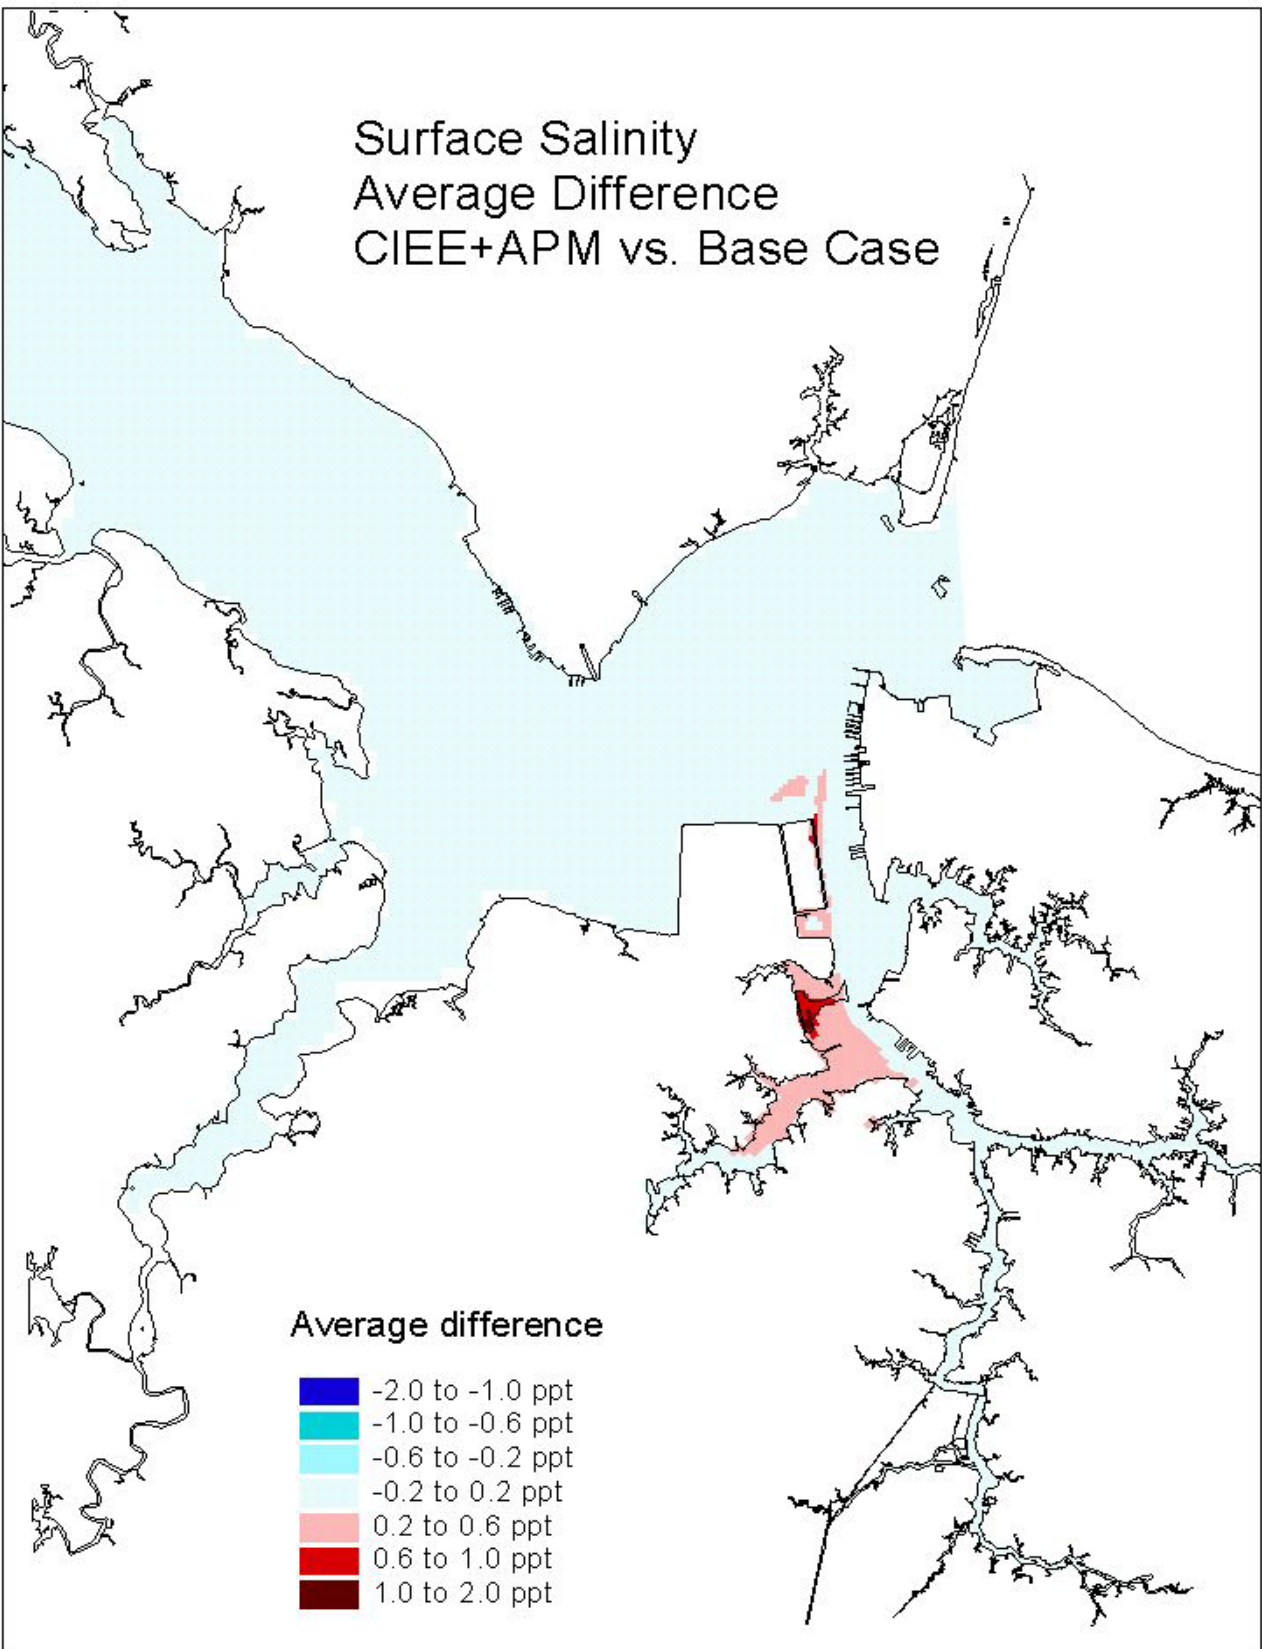 Surface Salinity
Average Difference
CIEE+APM vs. Base Case
Average difference
-2.0 to -1.0 ppt
-1.0 to -0.6 ppt
-0.6 to -0.2 ppt
-0.2 to 0.2 ppt
0.2 to 0.6 ppt
0.6 to 1.0 ppt
1.0 to 2.0 ppt